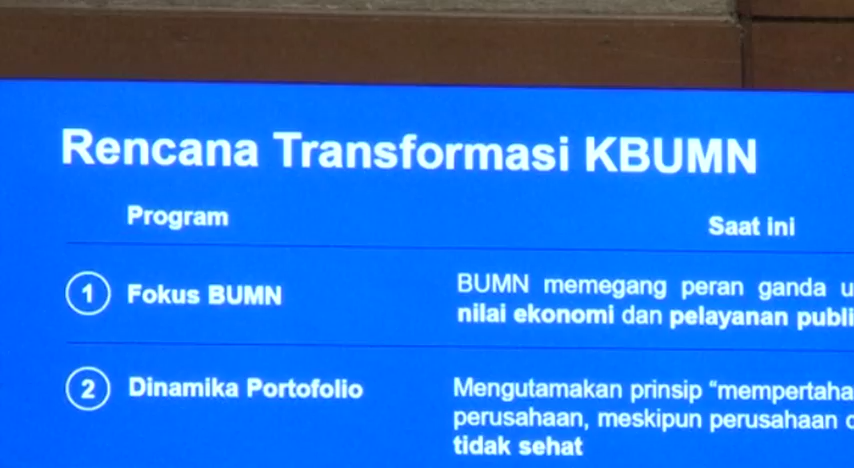 Rencana Transformasi KBUMN
Program Saat ini
1 Fokus BUMN
BUMN memegang peran ganda
nilai ekonomi dan pelayanan
2 Dinamika Portofolio
Mengutamakan prinsip
perusahaan, meskipun perusahaan
tidak sehat